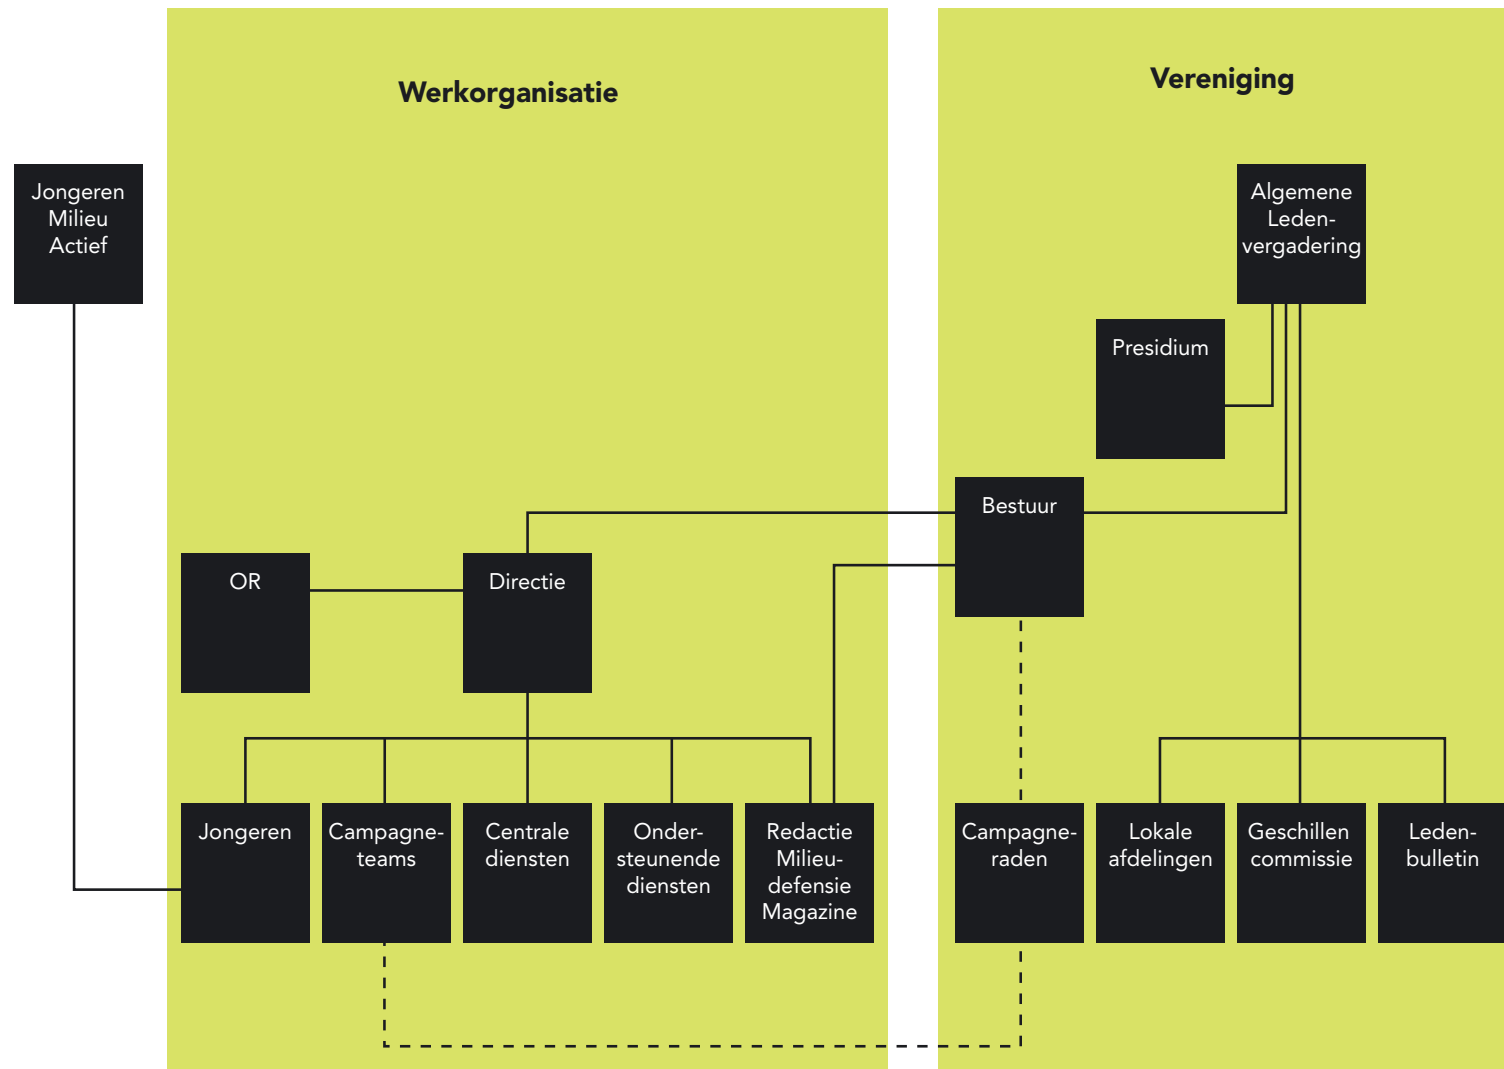 Werkorganisatie
Vereniging
Jongeren
Milieu
Actief
Algemene
Leden-
vergadering
Presidium
Bestuur
OR
Directie
Jongeren
Campagne-
teams
Centrale
diensten
Onder-
steunende
diensten
Redactie
Milieu-
defensie
Magazine
Campagne-
raden
Lokale
afdelingen
Geschillen
commissie
Leden-
bulletin